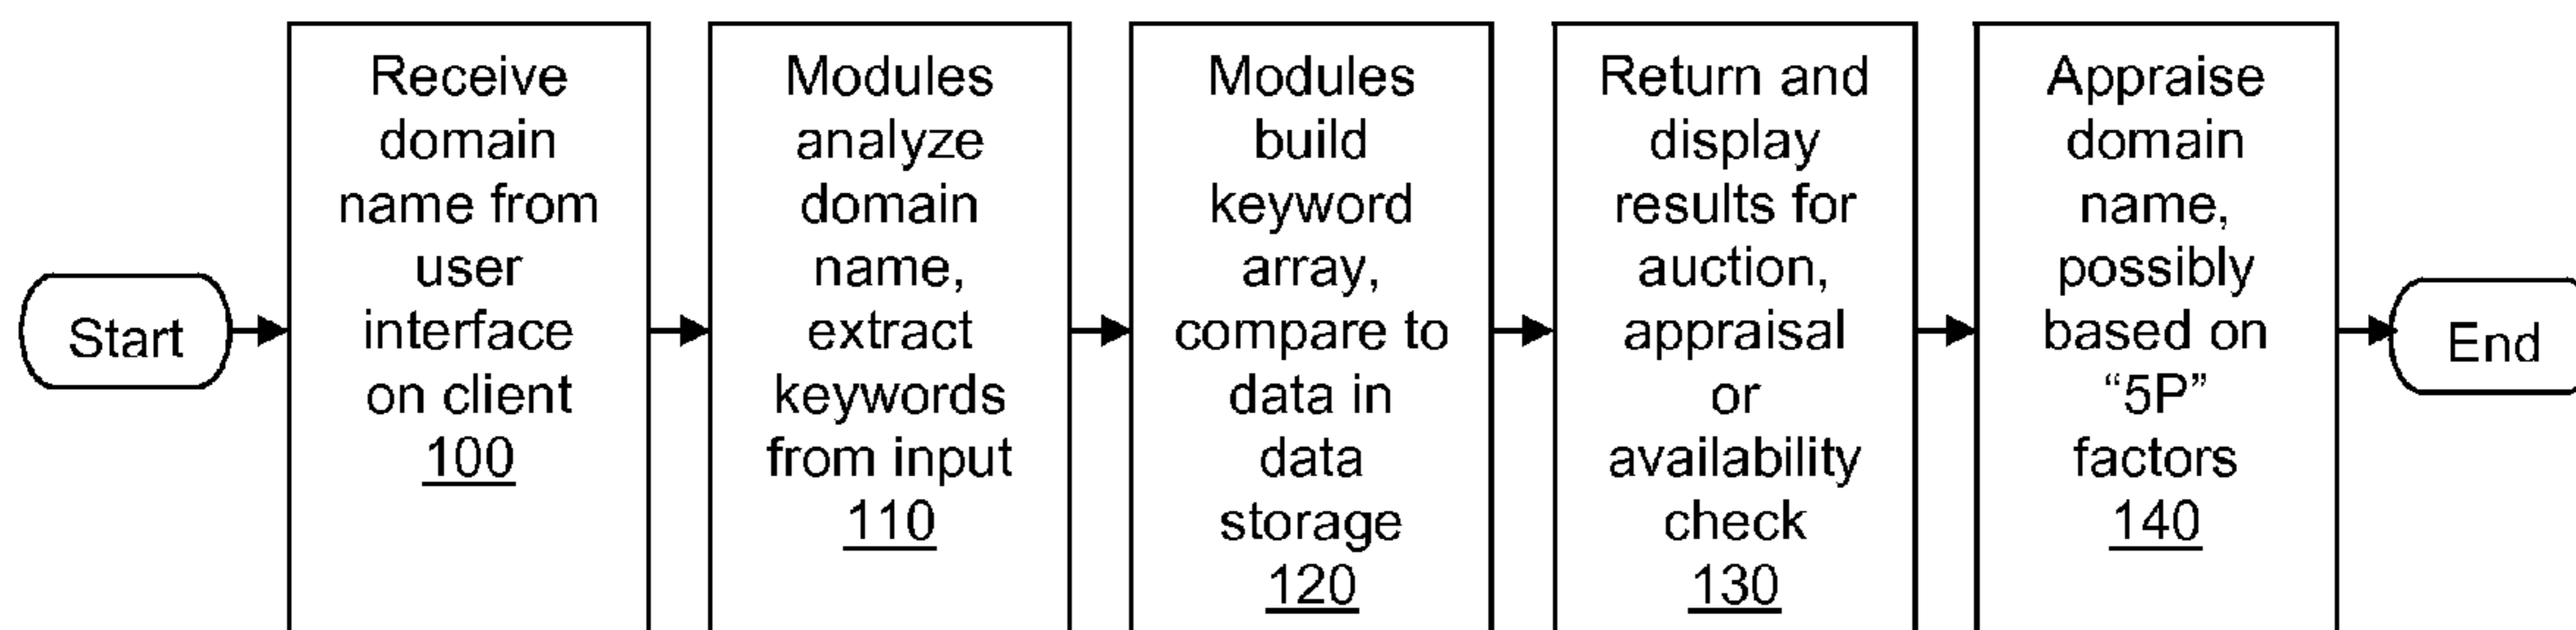 Start
Receive
domain
name from
user
interface
on client
100
Modules
analyze
domain
name,
extract
keywords
from input
110
Modules
build
keyword
array,
compare to
data in
data
storage
120
Return and
display
results for
auction,
appraisal
or
availability
check
130
Appraise
domain
name,
possibly
based on
“5P”
factors
140
End